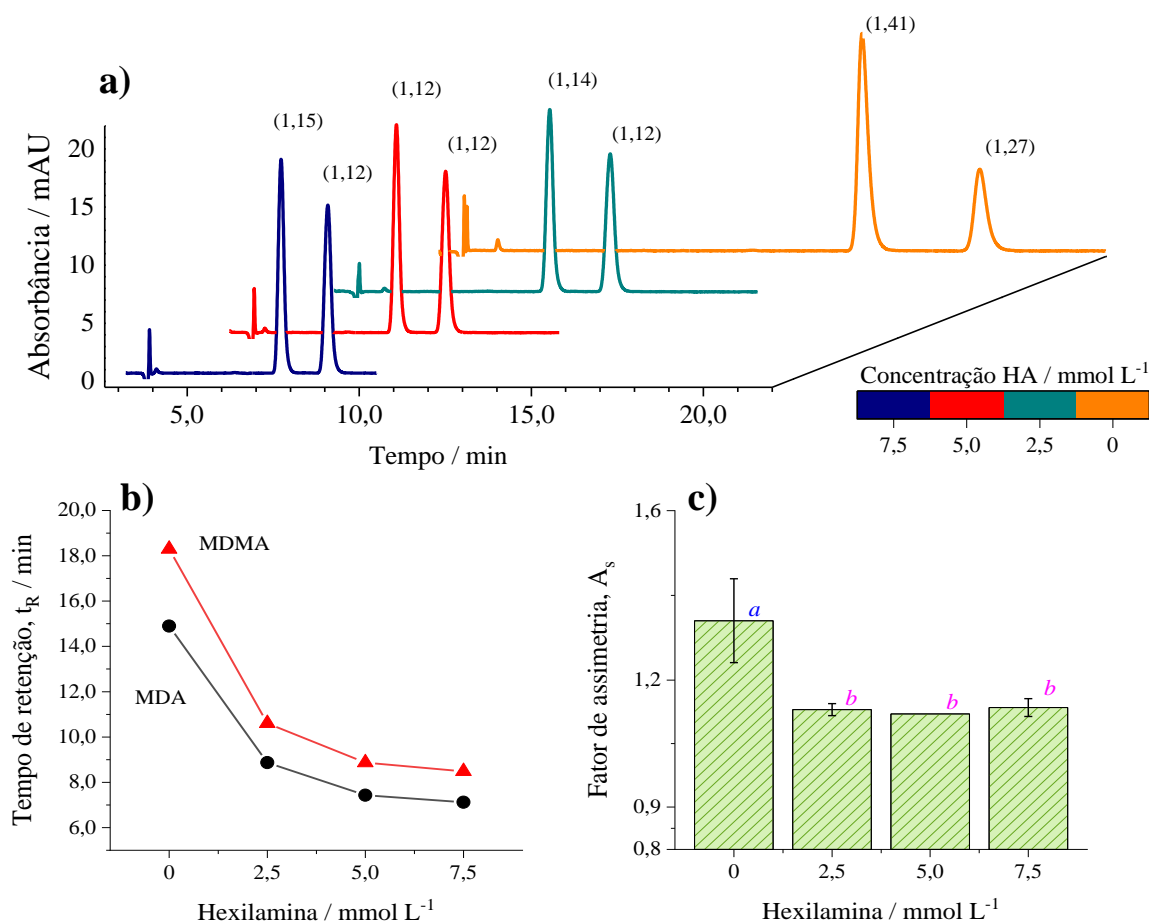 a)
(1,15)
(1,12)
(1,12)
(1,12)
(1,14)
(1,12)
(1,41)
(1,27)
Absorbância / mAU
20
15
10
5
0
5,0
10,0
15,0
20,0
Tempo / min
Concentração HA / mmol L-1
7,5
5,0
2,5
0
b)
20,0
18,0
16,0
14,0
12,0
10,0
8,0
6,0
Tempo de retenção, tR / min
MDMA
MDA
0
2,5
5,0
7,5
Hexilamina / mmol L-1
c)
1,6
1,2
0,9
0,8
Fator de assimetria, As
a
b
b
b
0
2,5
5,0
7,5
Hexilamina / mmol L-1